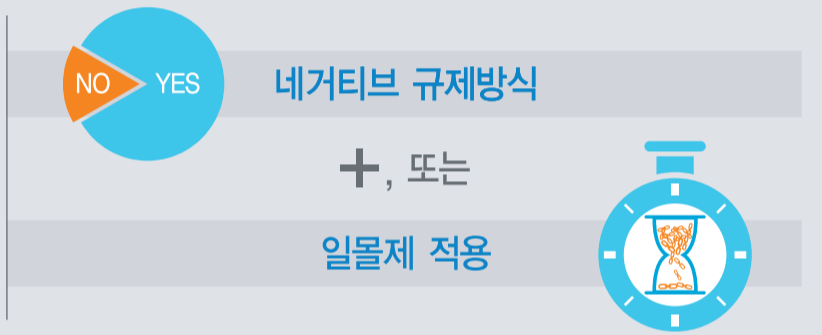 NO YES
네거티브 규제방식
+, 또는
일몰제 적용